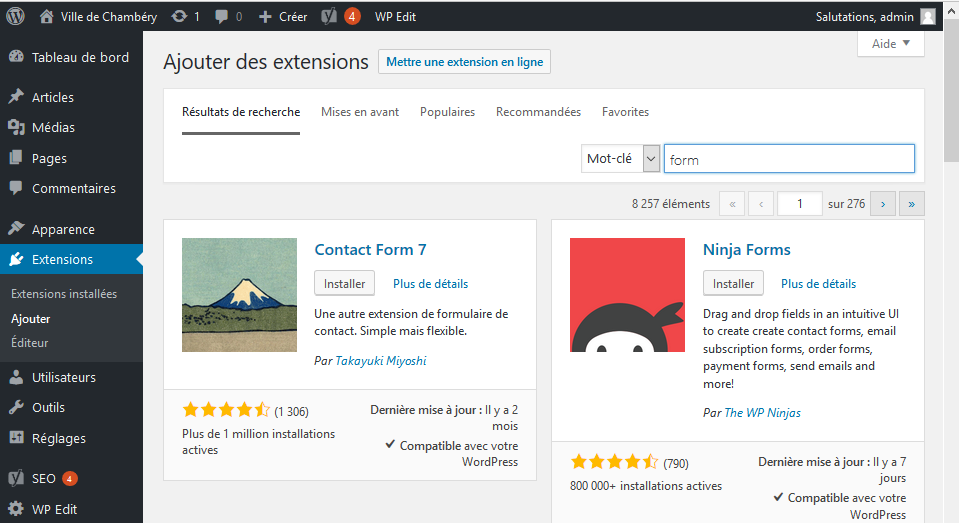 Ville de Chambéry 1 0 Créer 4 WP Edit Salutations, admin
Aide
Tableau de bord
Articles
Médias
Pages
Commentaires
Apparence
Extensions
Extensions installées
Ajouter
Éditeur
Utilisateurs
Outils
Réglages
SEO 4
WP Edit
Ajouter des extensions Mettre une extension en ligne
Résultats de recherche Mises en avant Populaires Recommandées Favorites
Mot-clé form
8 257 éléments « ‹ 1 sur 276 › »
Contact Form 7
Installer Plus de détails
Une autre extension de formulaire de
contact. Simple mais flexible.
Par Takayuki Miyoshi
(1 306)
Plus de 1 million installations
actives
Dernière mise à jour : Il y a 2
mois
Compatible avec votre
WordPress
Ninja Forms
Installer Plus de détails
Drag and drop fields in an intuitive UI
to create create contact forms, email
subscription forms, order forms,
payment forms, send emails and
more!
Par The WP Ninjas
(790)
800 000+ installations actives
Dernière mise à jour : Il y a 7
jours
Compatible avec votre
WordPress